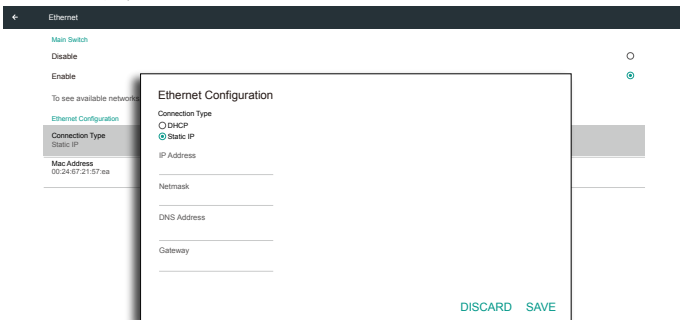 Ethernet
Main Switch
Disable
Enable
To see available networks
Ethernet Configuration
Connection Type
Static IP
Mac Address
00:24:67:21:57:ea
Ethernet Configuration
Connection Type
DHCP
Static IP
IP Address
Netmask
DNS Address
Gateway
DISCARD SAVE